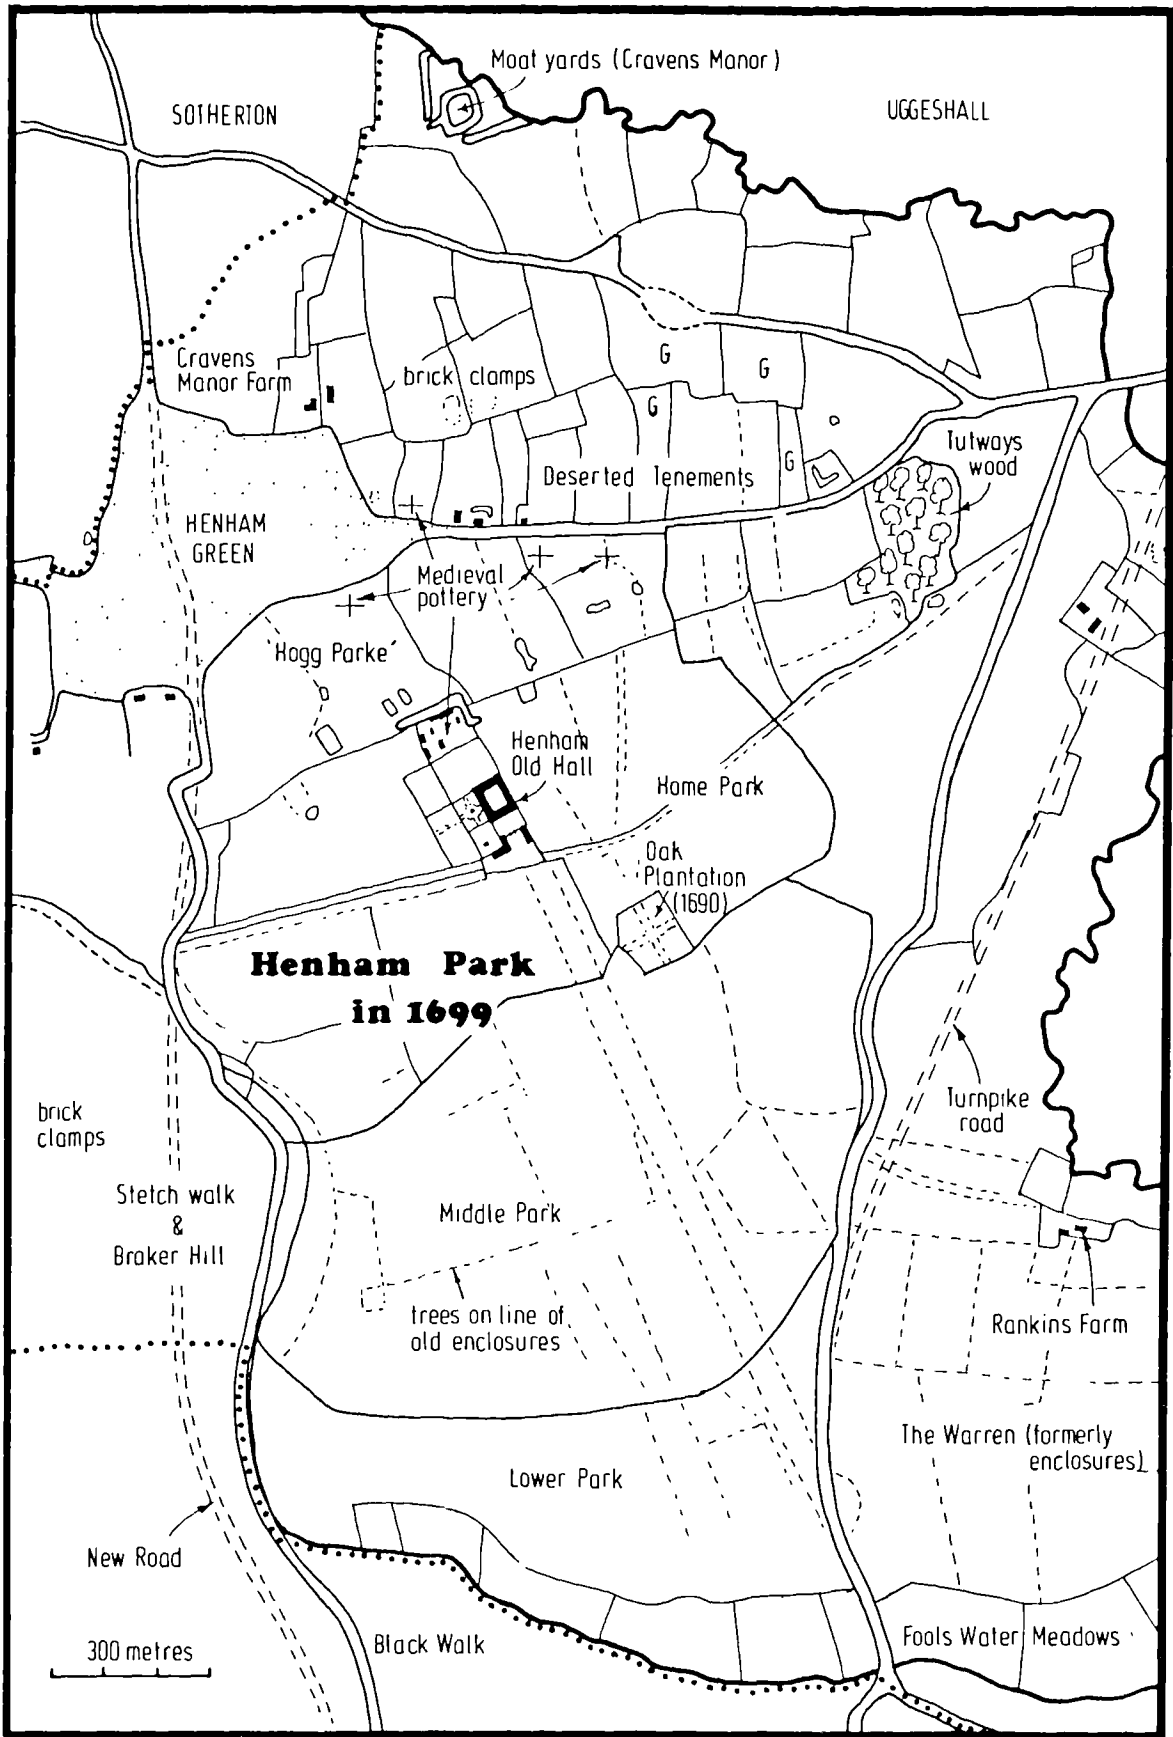 Moat yards (Cravens Manor)
SOTHERTON
UGGESHALL
Cravens
Manor Farm
brick clamps
G
G
G
G
Deserted Tenements
Tutways
wood
HENHAM
GREEN
Medieval
pottery
'Hogg Parke'
Henham
Old Hall
Home Park
Oak
Plantation
(1690)
Henham Park
in 1699
Turnpike
road
brick
clamps
Stetch walk
&
Braker Hill
Middle Park
trees on line of
old enclosures
Rankins Farm
The Warren (formerly
enclosures)
Lower Park
New Road
300 metres
Black Walk
Fools Water Meadows